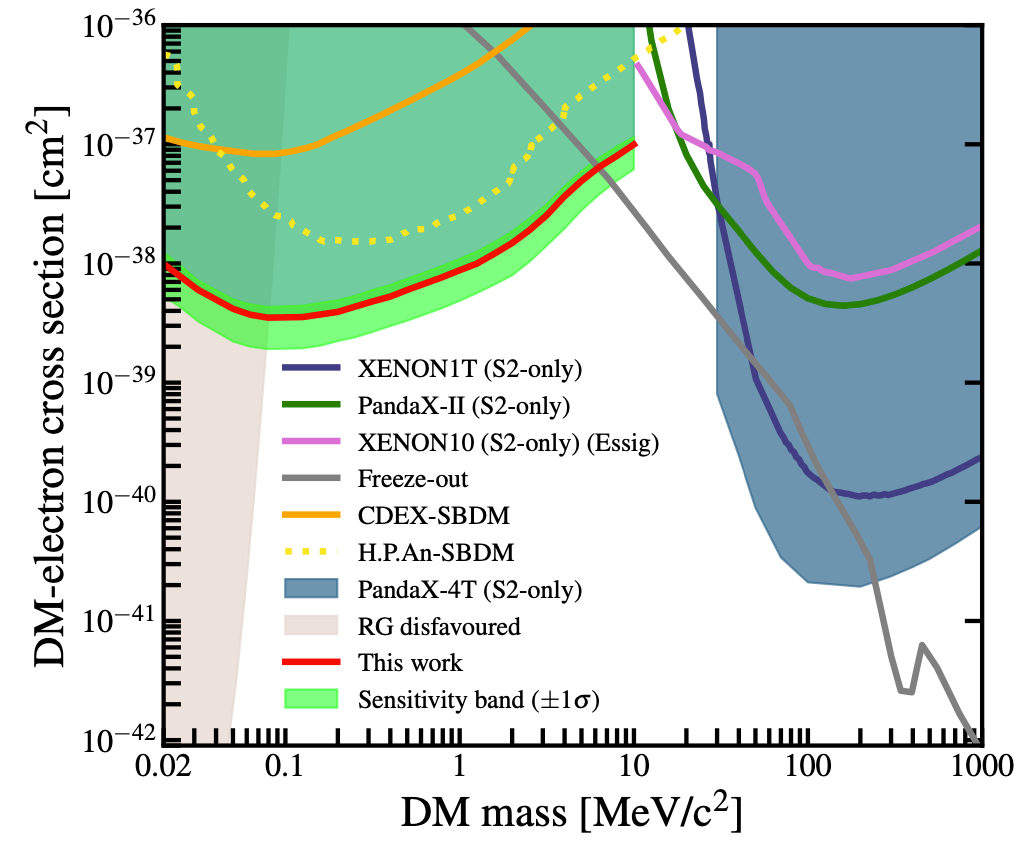 10⁻³⁶
10⁻³⁷
10⁻³⁸
10⁻³⁹
10⁻⁴⁰
10⁻⁴¹
10⁻⁴²
DM-electron cross section [cm²]
XENON1T (S2-only)
PandaX-II (S2-only)
XENON10 (S2-only) (Essig)
Freeze-out
CDEX-SBDM
H.P.An-SBDM
PandaX-4T (S2-only)
RG disfavoured
This work
Sensitivity band (±1σ)
0.02 0.1 1 10 100 1000
DM mass [MeV/c²]